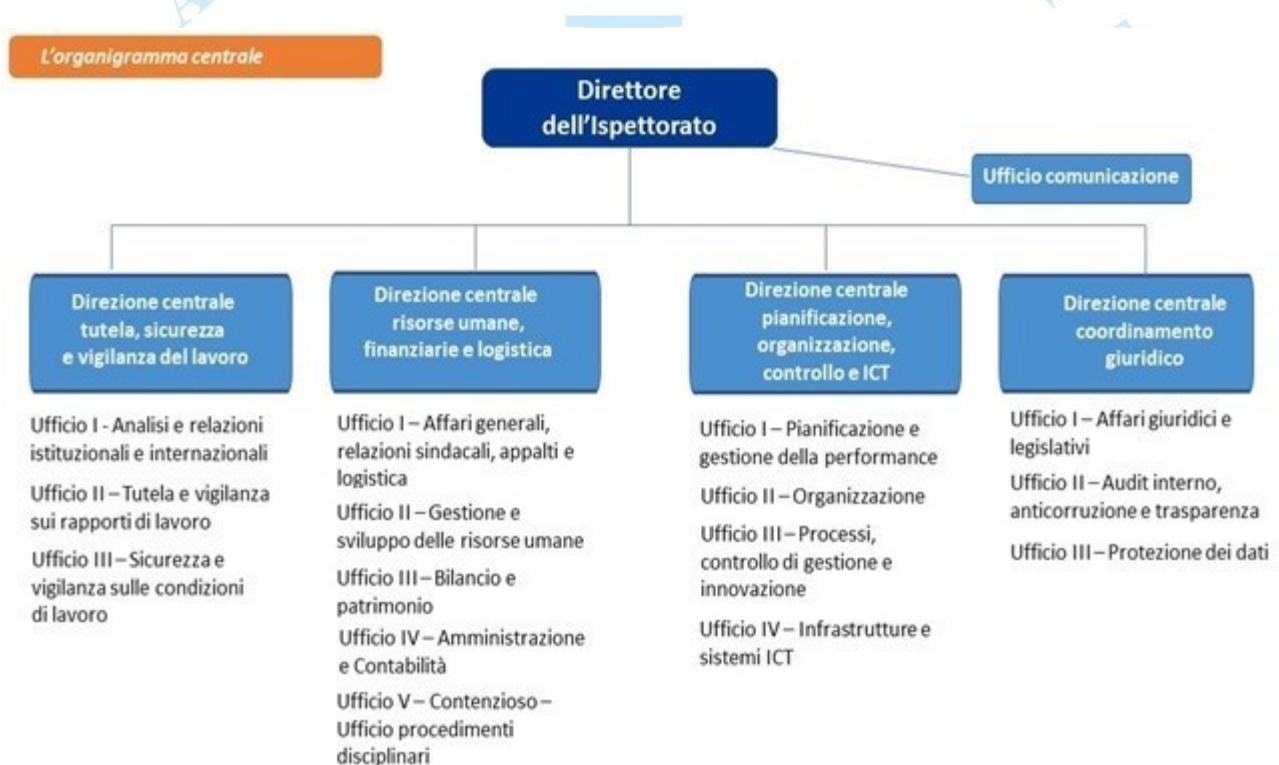 L'organigramma centrale
Direttore
dell'Ispettorato
Ufficio comunicazione
Direzione centrale
tutela, sicurezza
e vigilanza del lavoro
Ufficio I - Analisi e relazioni
istituzionali e internazionali
Ufficio II – Tutela e vigilanza
sui rapporti di lavoro
Ufficio III – Sicurezza e
vigilanza sulle condizioni
di lavoro
Direzione centrale
risorse umane,
finanziarie e logistica
Ufficio I – Affari generali,
relazioni sindacali, appalti e
logistica
Ufficio II – Gestione e
sviluppo delle risorse umane
Ufficio III – Bilancio e
patrimonio
Ufficio IV – Amministrazione
e Contabilità
Ufficio V – Contenzioso –
Ufficio procedimenti
disciplinari
Direzione centrale
pianificazione,
organizzazione,
controllo e ICT
Ufficio I – Pianificazione e
gestione della performance
Ufficio II – Organizzazione
Ufficio III – Processi,
controllo di gestione e
innovazione
Ufficio IV – Infrastrutture e
sistemi ICT
Direzione centrale
coordinamento
giuridico
Ufficio I – Affari giuridici e
legislativi
Ufficio II – Audit interno,
anticorruzione e trasparenza
Ufficio III – Protezione dei dati